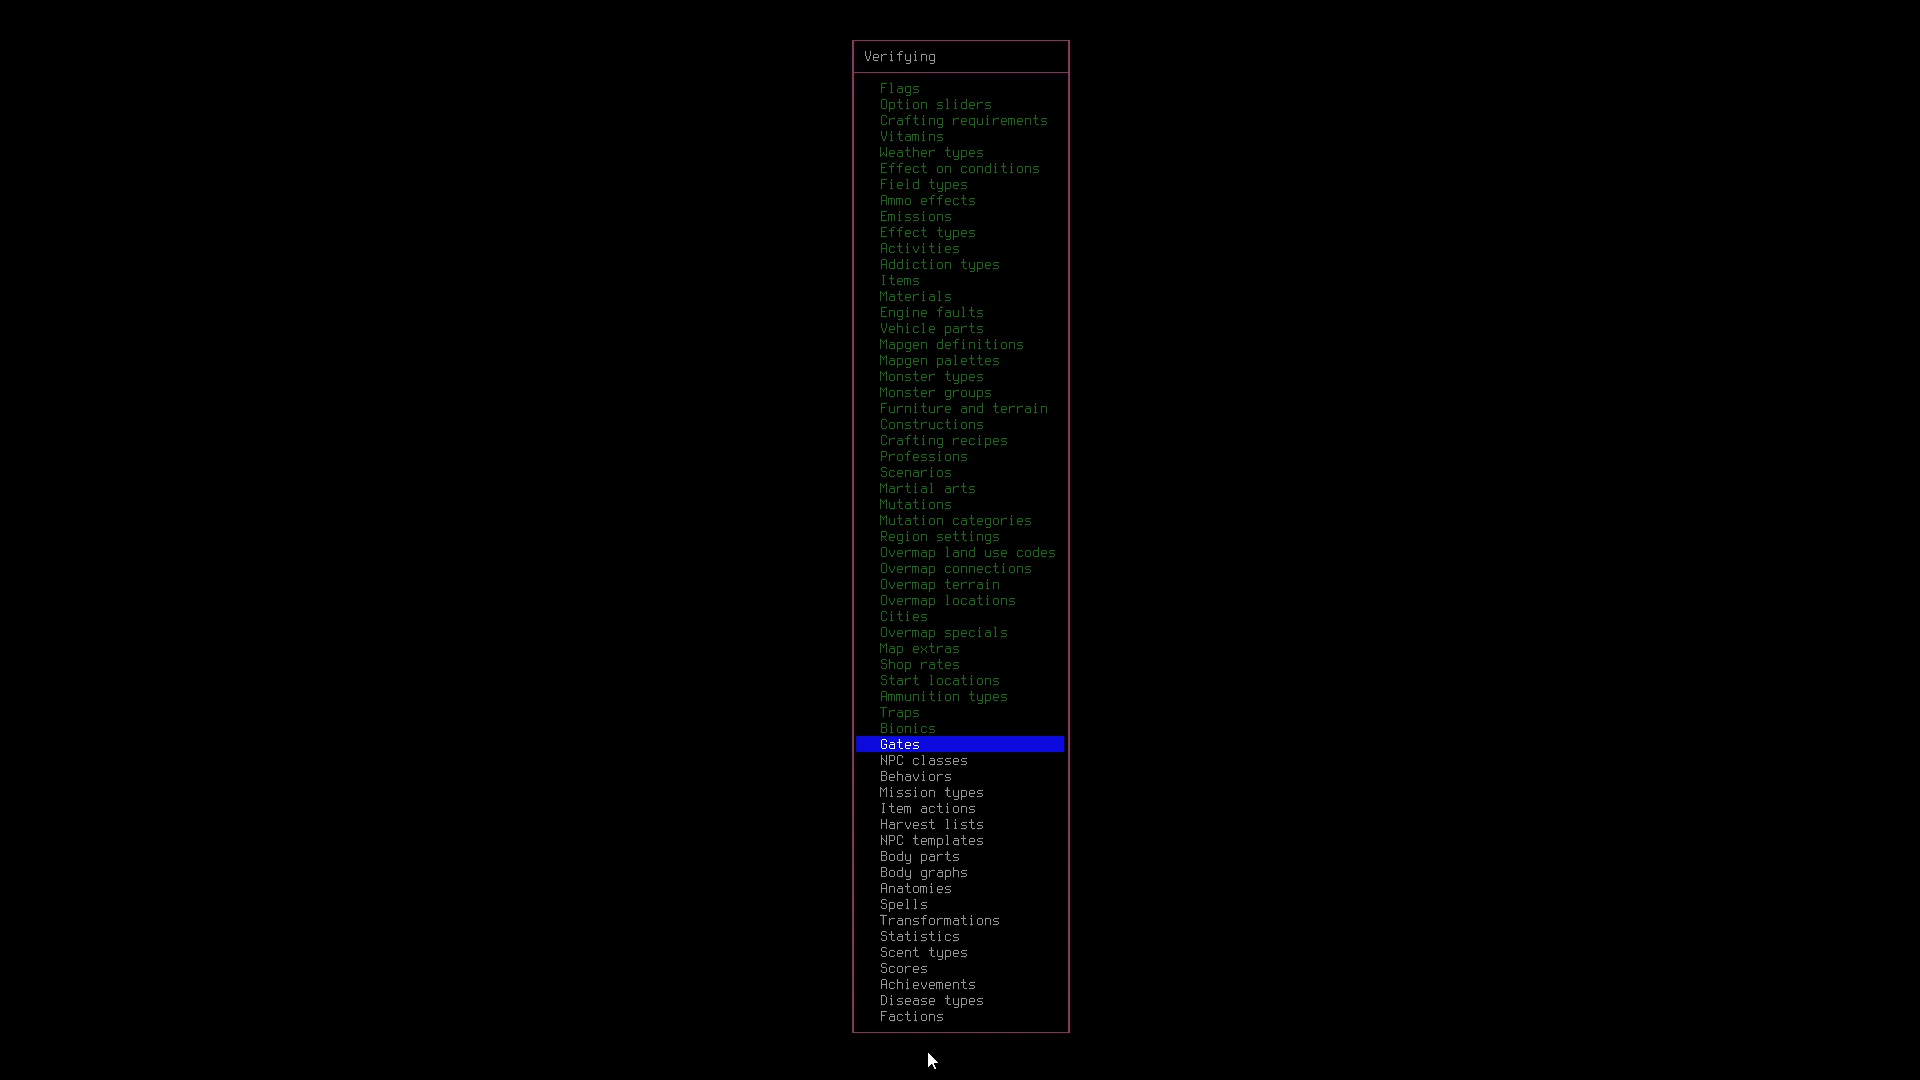 Verifying
Flags
Option sliders
Crafting requirements
Vitamins
Weather types
Effect on conditions
Field types
Ammo effects
Emissions
Effect types
Activities
Addiction types
Items
Materials
Engine faults
Vehicle parts
Mapgen definitions
Mapgen palettes
Monster types
Monster groups
Furniture and terrain
Constructions
Crafting recipes
Professions
Scenarios
Martial arts
Mutations
Mutation categories
Region settings
Overmap land use codes
Overmap connections
Overmap terrain
Overmap locations
Cities
Overmap specials
Map extras
Shop rates
Start locations
Ammunition types
Traps
Bionics
Gates
NPC classes
Behaviors
Mission types
Item actions
Harvest lists
NPC templates
Body parts
Body graphs
Anatomies
Spells
Transformations
Statistics
Scent types
Scores
Achievements
Disease types
Factions